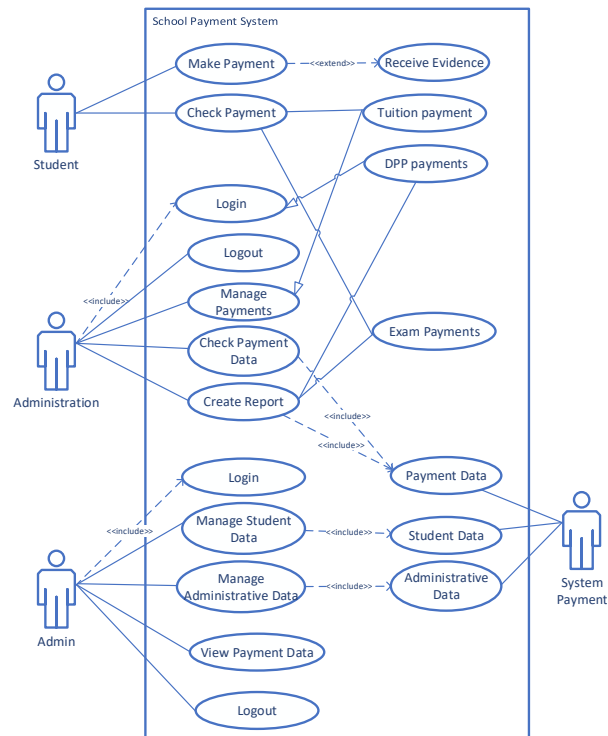 School Payment System
Make Payment
<<extend>>
Receive Evidence
Check Payment
Tuition payment
Student
DPP payments
Login
Logout
<<include>>
Manage
Payments
Exam Payments
Check Payment
Data
Administration
Create Report
<<include>>
<<include>>
Login
Payment Data
<<include>>
Manage Student
Data
<<include>>
Student Data
Manage
Administrative Data
<<include>>
Administrative
Data
System
Payment
Admin
View Payment Data
Logout